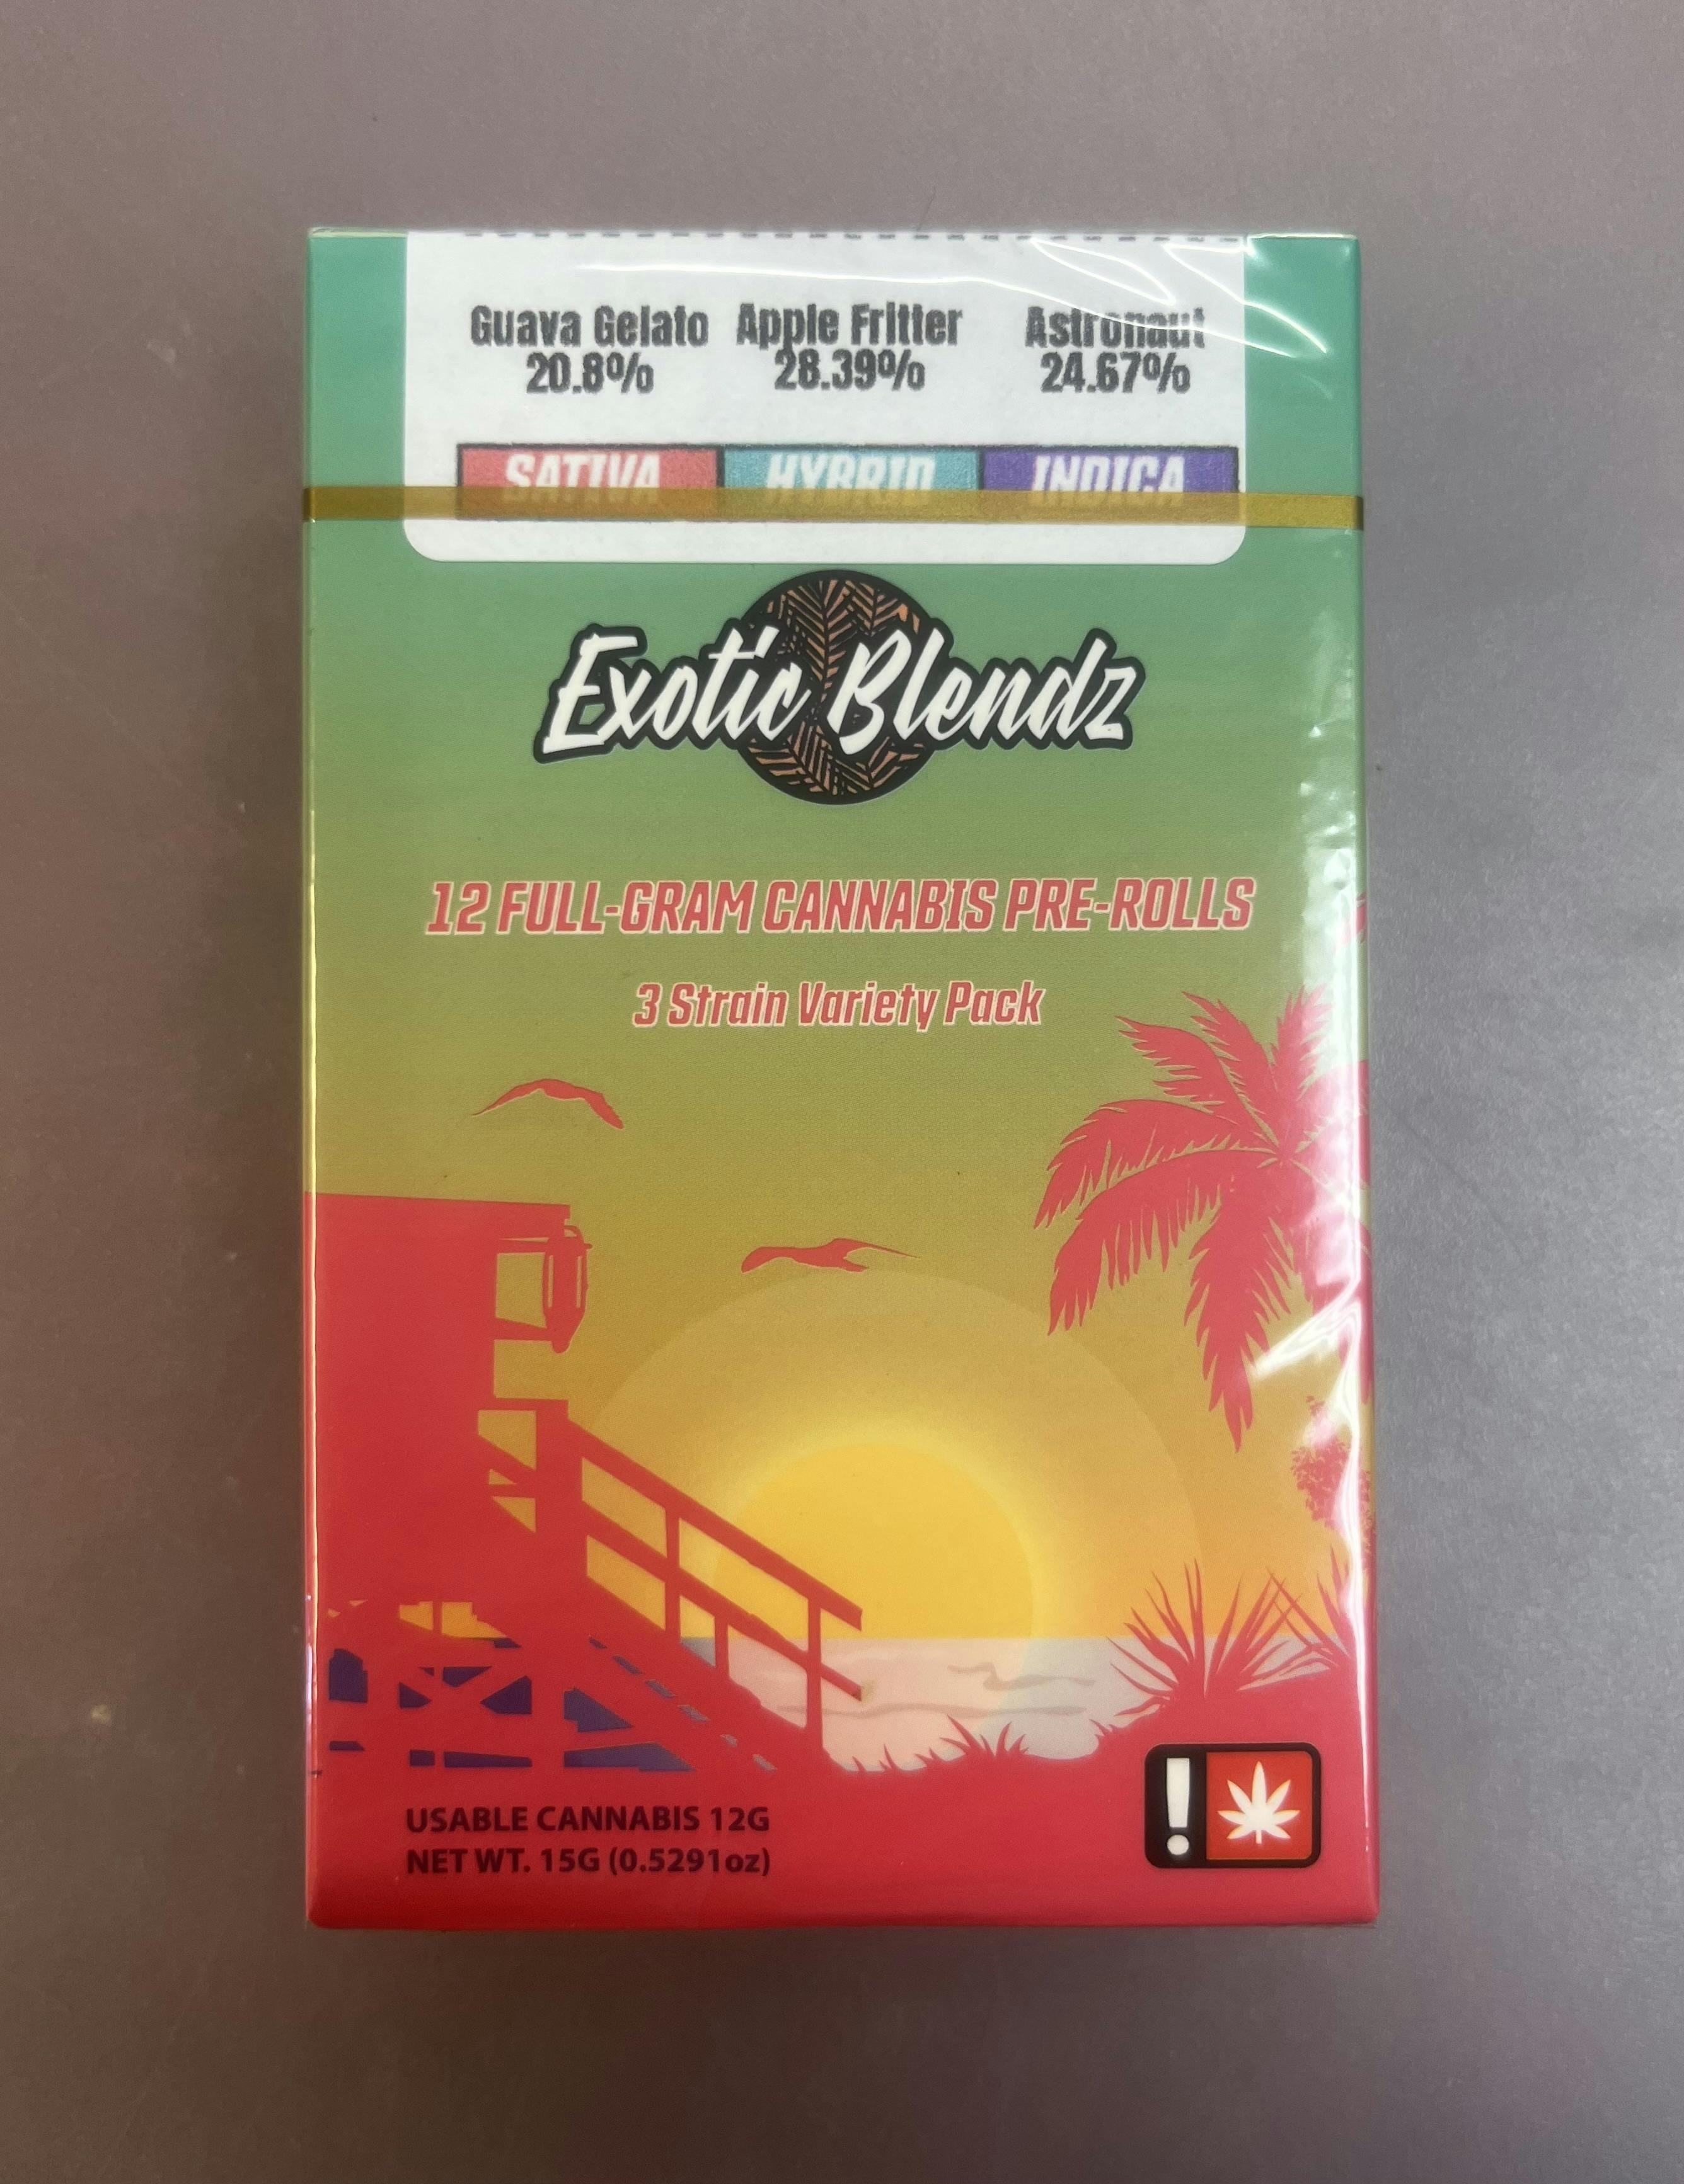 Guava Gelato Apple Fritter Astronaut
20.8% 28.39% 24.67%
SATIVA HYBRID INDICA
Exotic Blendz
12 FULL-GRAM CANNABIS PRE-ROLLS
3 Strain Variety Pack
USABLE CANNABIS 12G
NET WT. 15G (0.5291oz)
!